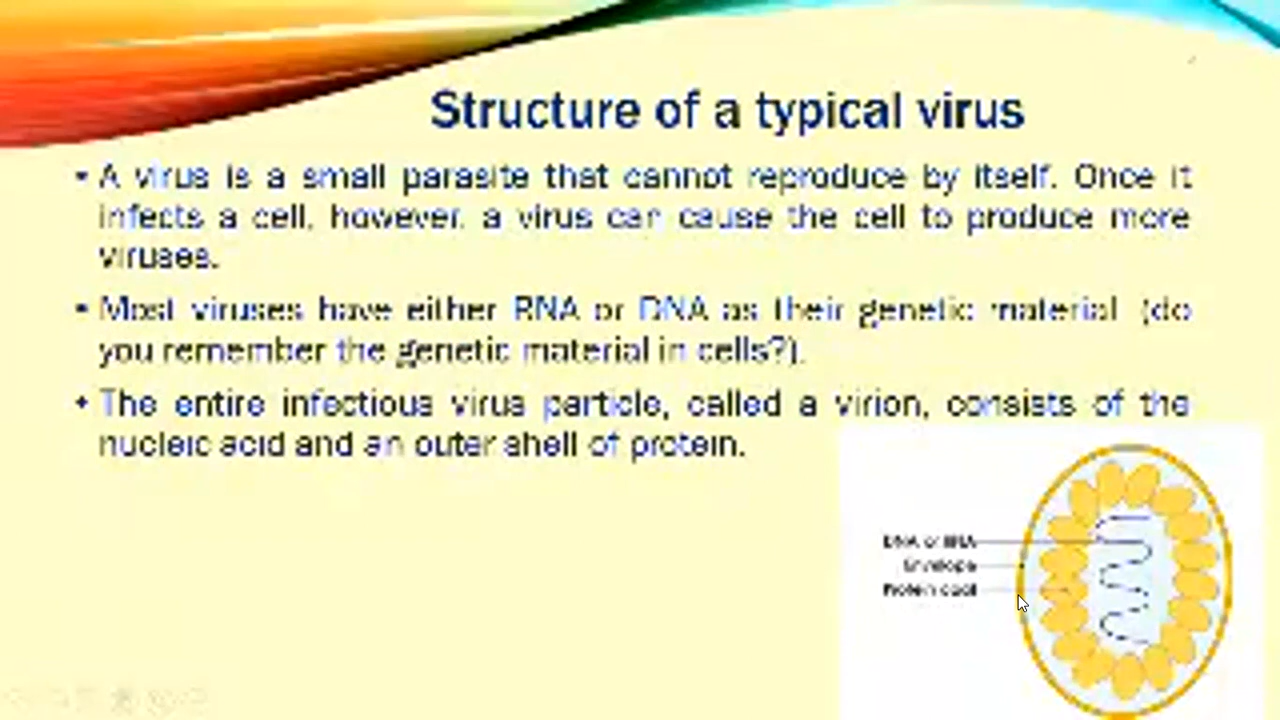 Structure of a typical virus
• A virus is a small parasite that cannot reproduce by itself. Once it
infects a cell, however, a virus can cause the cell to produce more
viruses.
• Most viruses have either RNA or DNA as their genetic material (do
you remember the genetic material in cells?).
• The entire infectious virus particle, called a virion, consists of the
nucleic acid and an outer shell of protein.
DNA or RNA
Envelope
Protein coat